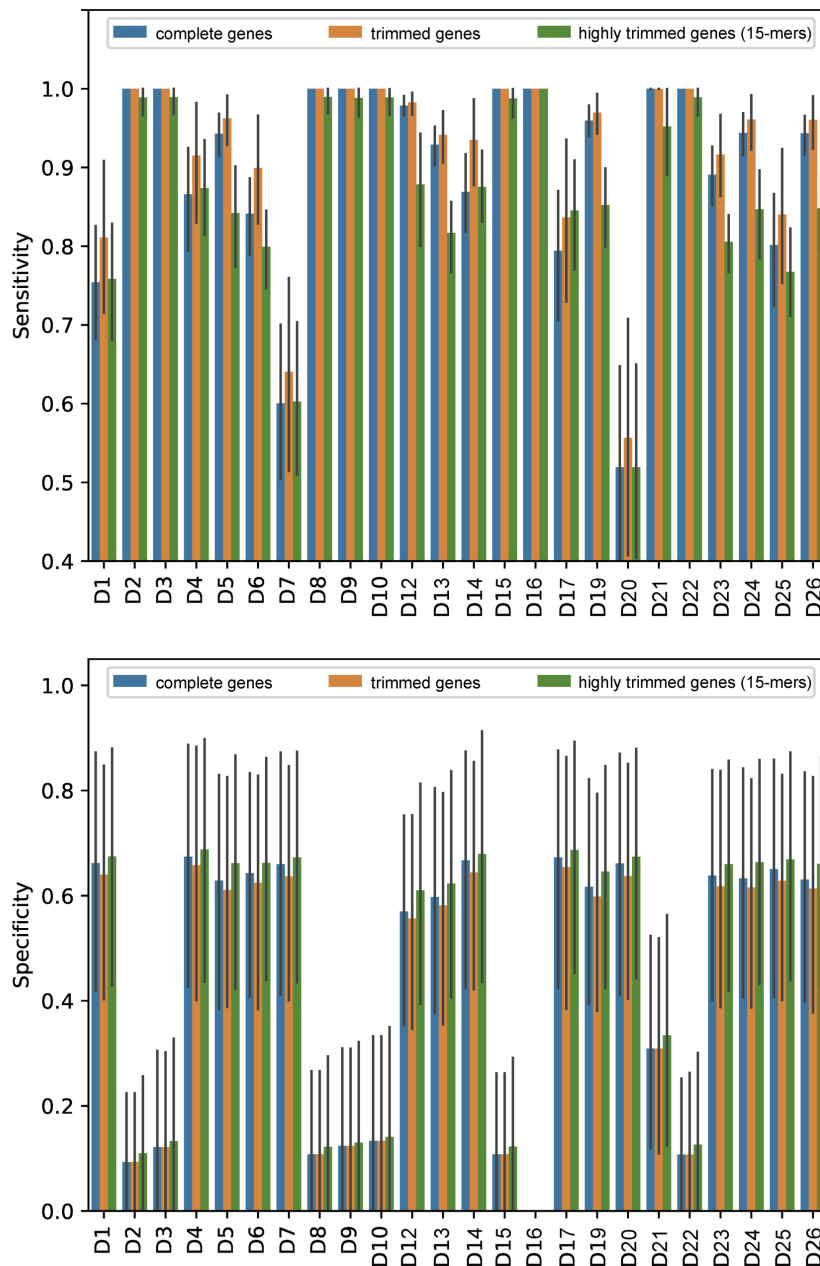 complete genes trimmed genes highly trimmed genes (15-mers)
1.0
0.9
0.8
0.7
0.6
0.5
0.4
Sensitivity
D1 D2 D3 D4 D5 D6 D7 D8 D9 D10 D12 D13 D14 D15 D16 D17 D19 D20 D21 D22 D23 D24 D25 D26
complete genes trimmed genes highly trimmed genes (15-mers)
1.0
0.8
0.6
0.4
0.2
0.0
Specificity
D1 D2 D3 D4 D5 D6 D7 D8 D9 D10 D12 D13 D14 D15 D16 D17 D19 D20 D21 D22 D23 D24 D25 D26